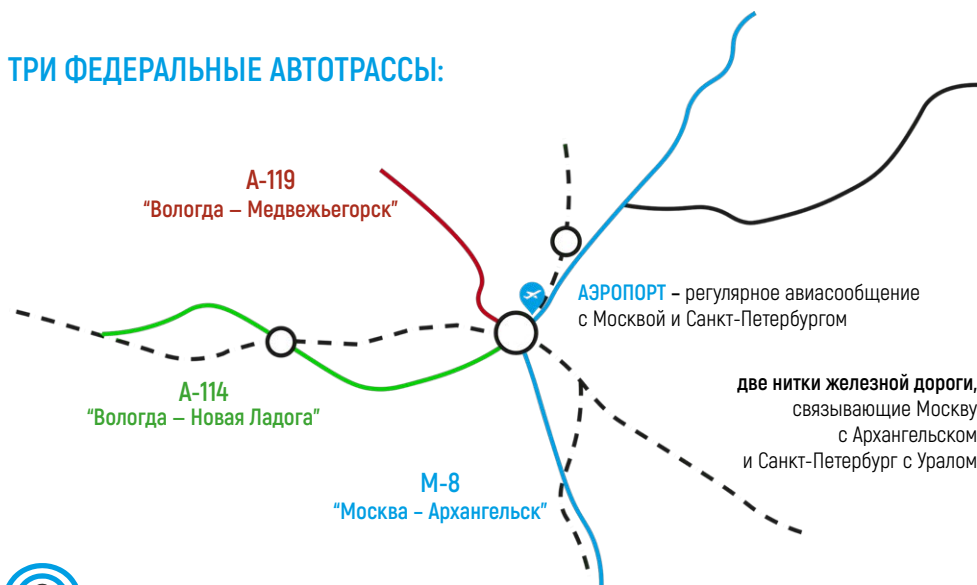 ТРИ ФЕДЕРАЛЬНЫЕ АВТОТРАССЫ:
А-119
“Вологда – Медвежьегорск”
АЭРОПОРТ – регулярное авиасообщение
с Москвой и Санкт-Петербургом
две нитки железной дороги,
связывающие Москву
с Архангельском
и Санкт-Петербург с Уралом
А-114
“Вологда – Новая Ладога”
М-8
“Москва – Архангельск”